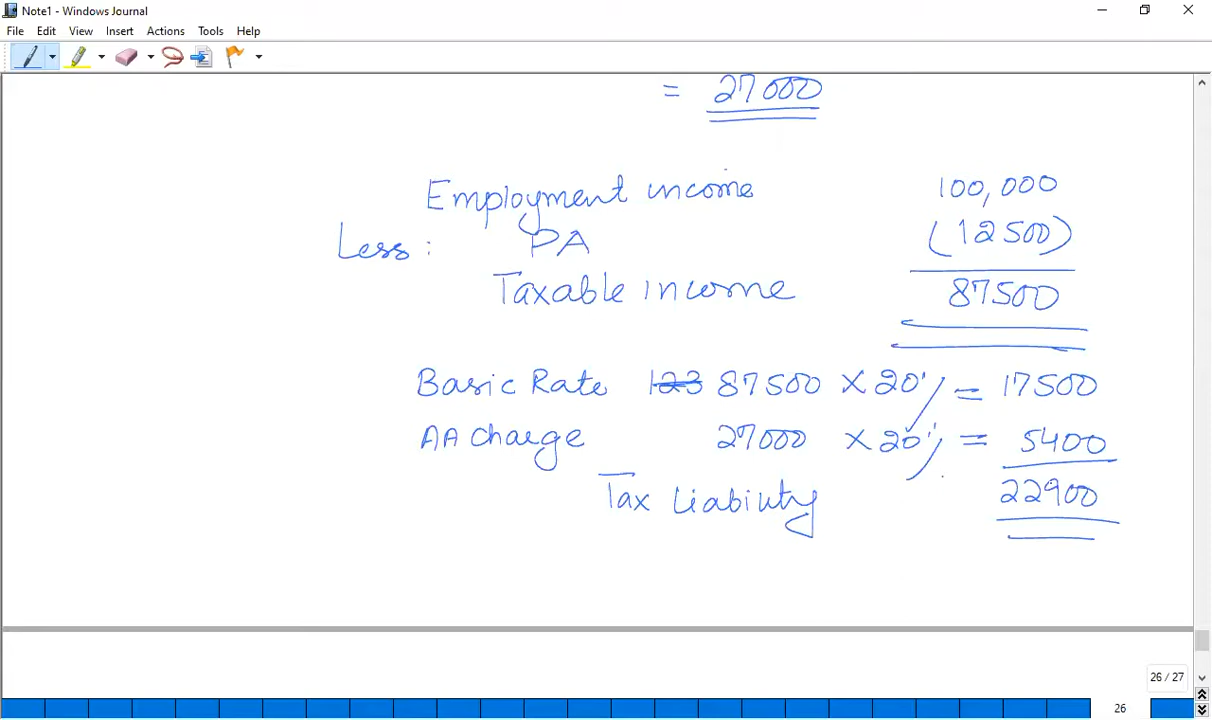 Note1 - Windows Journal
File Edit View Insert Actions Tools Help
= 27000
Employment income 100,000
Less : PA (12500)
Taxable income 87500
Basic Rate 123 87500 X 20% = 17500
AA Charge 27000 X 20% = 5400
Tax Liability 22900
26 / 27
26